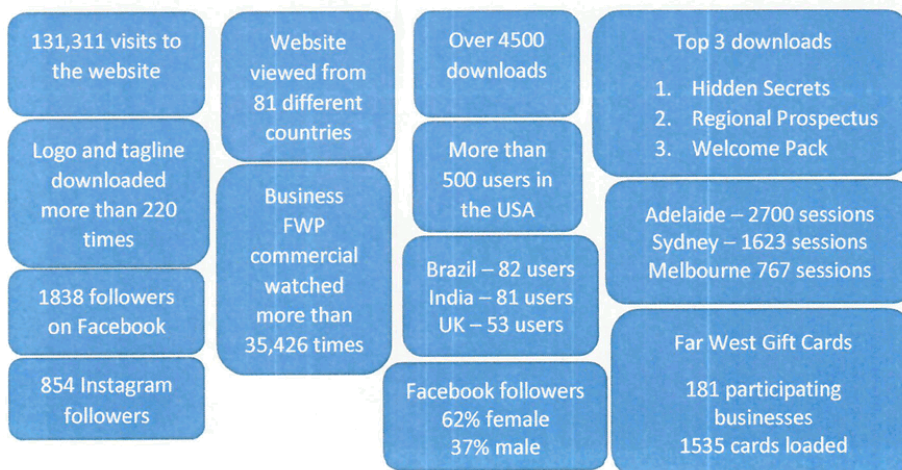 131,311 visits to
the website
Logo and tagline
downloaded
more than 220
times
1838 followers
on Facebook
854 Instagram
followers
Website
viewed from
81 different
countries
Business
FWP
commercial
watched
more than
35,426 times
Over 4500
downloads
More than
500 users in
the USA
Brazil – 82 users
India – 81 users
UK – 53 users
Facebook followers
62% female
37% male
Top 3 downloads
1. Hidden Secrets
2. Regional Prospectus
3. Welcome Pack
Adelaide – 2700 sessions
Sydney – 1623 sessions
Melbourne 767 sessions
Far West Gift Cards
181 participating
businesses
1535 cards loaded